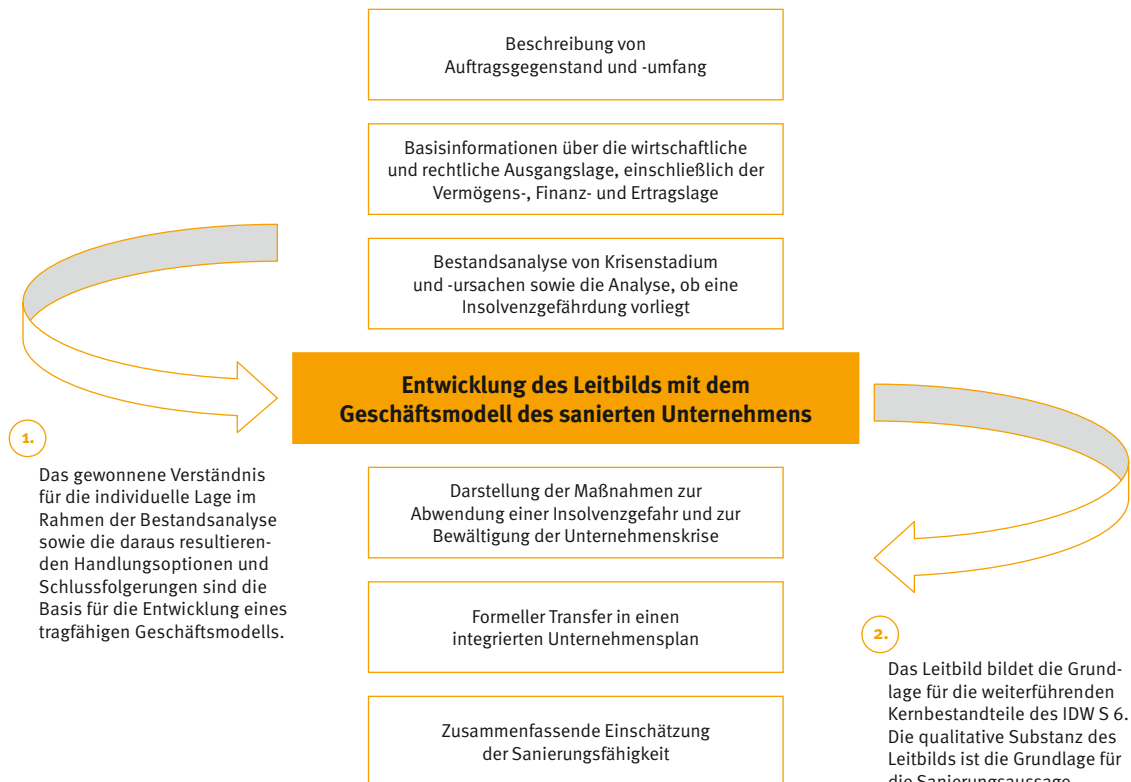 Beschreibung von
Auftragsgegenstand und -umfang
Basisinformationen über die wirtschaftliche
und rechtliche Ausgangslage, einschließlich der
Vermögens-, Finanz- und Ertragslage
Bestandsanalyse von Krisenstadium
und -ursachen sowie die Analyse, ob eine
Insolvenzgefährdung vorliegt
Entwicklung des Leitbilds mit dem
Geschäftsmodell des sanierten Unternehmens
1.
Das gewonnene Verständnis
für die individuelle Lage im
Rahmen der Bestandsanalyse
sowie die daraus resultieren-
den Handlungsoptionen und
Schlussfolgerungen sind die
Basis für die Entwicklung eines
tragfähigen Geschäftsmodells.
Darstellung der Maßnahmen zur
Abwendung einer Insolvenzgefahr und zur
Bewältigung der Unternehmenskrise
Formeller Transfer in einen
integrierten Unternehmensplan
Zusammenfassende Einschätzung
der Sanierungsfähigkeit
2.
Das Leitbild bildet die Grund-
lage für die weiterführenden
Kernbestandteile des IDW S 6.
Die qualitative Substanz des
Leitbilds ist die Grundlage für
die Sanierungsaussage